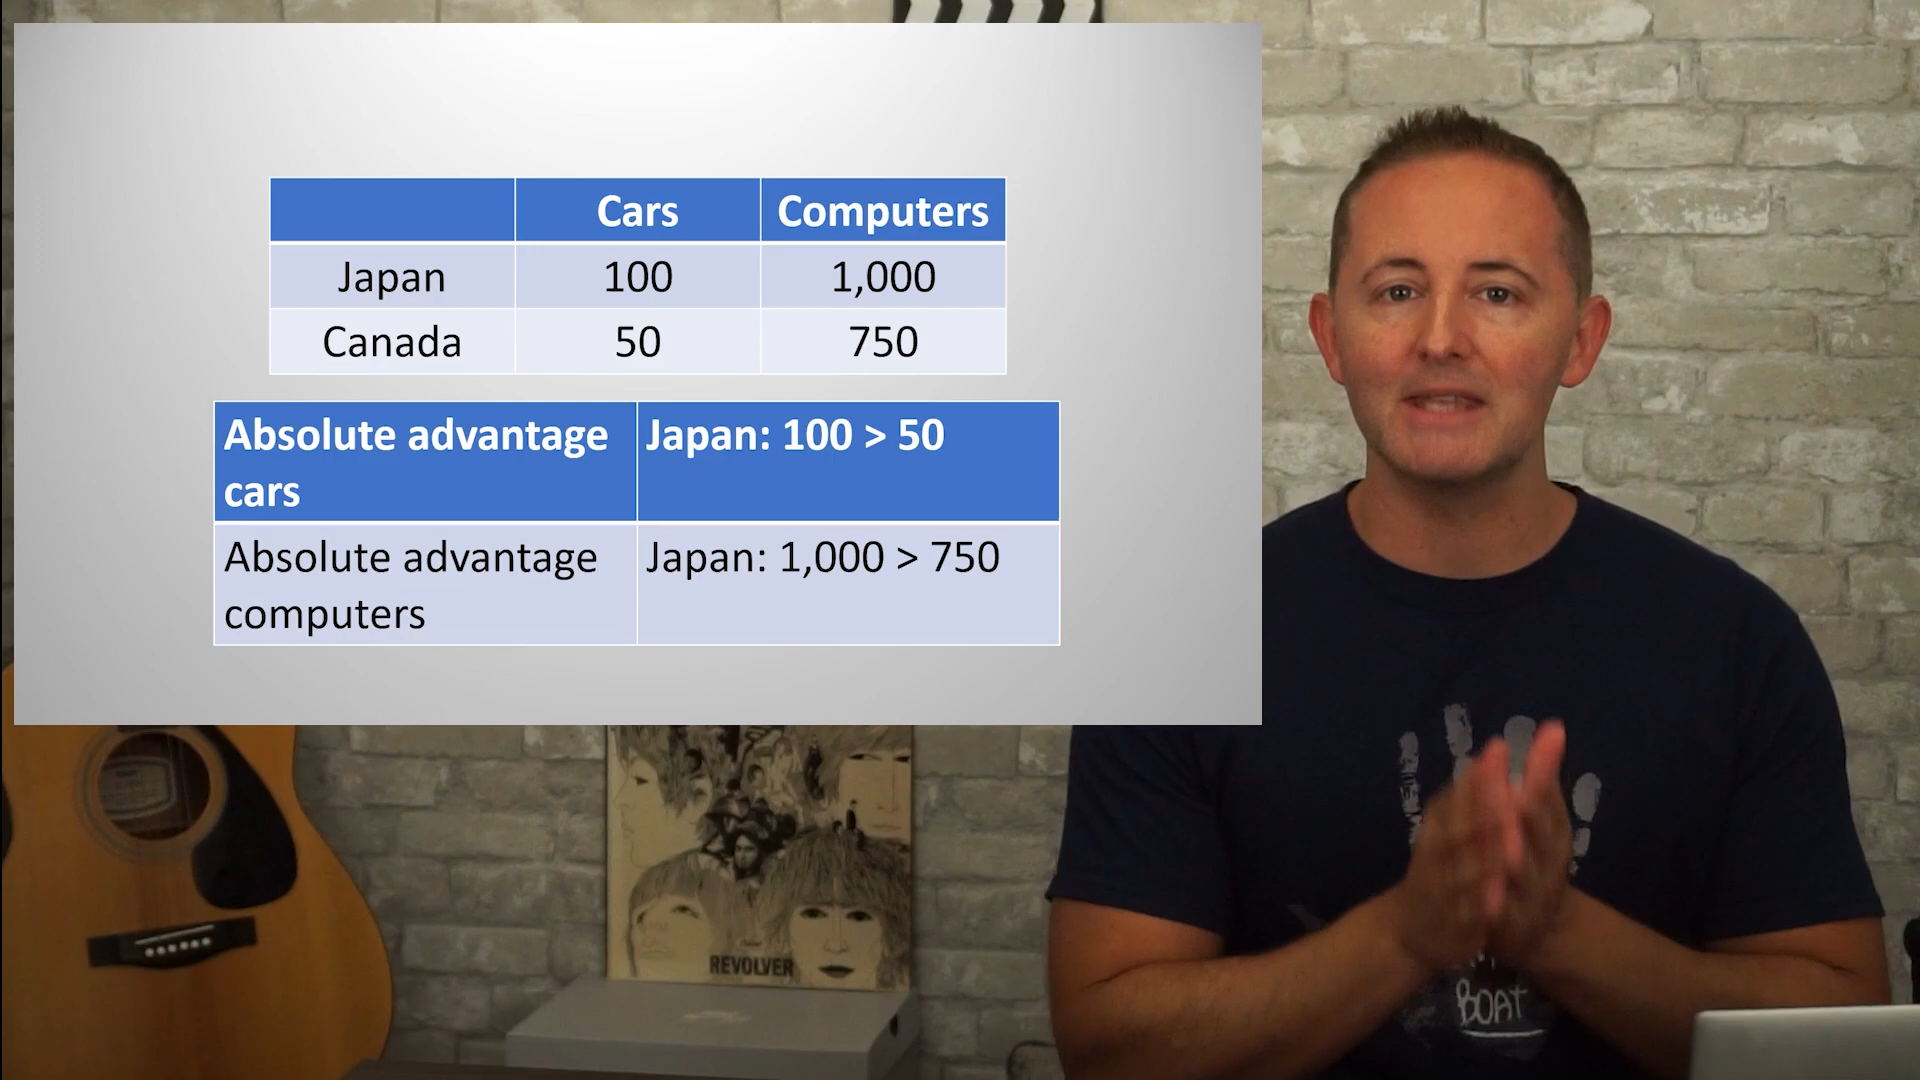 Cars Computers
Japan 100 1,000
Canada 50 750
Absolute advantage Japan: 100 > 50
cars
Absolute advantage Japan: 1,000 > 750
computers
REVOLVER
BOAT